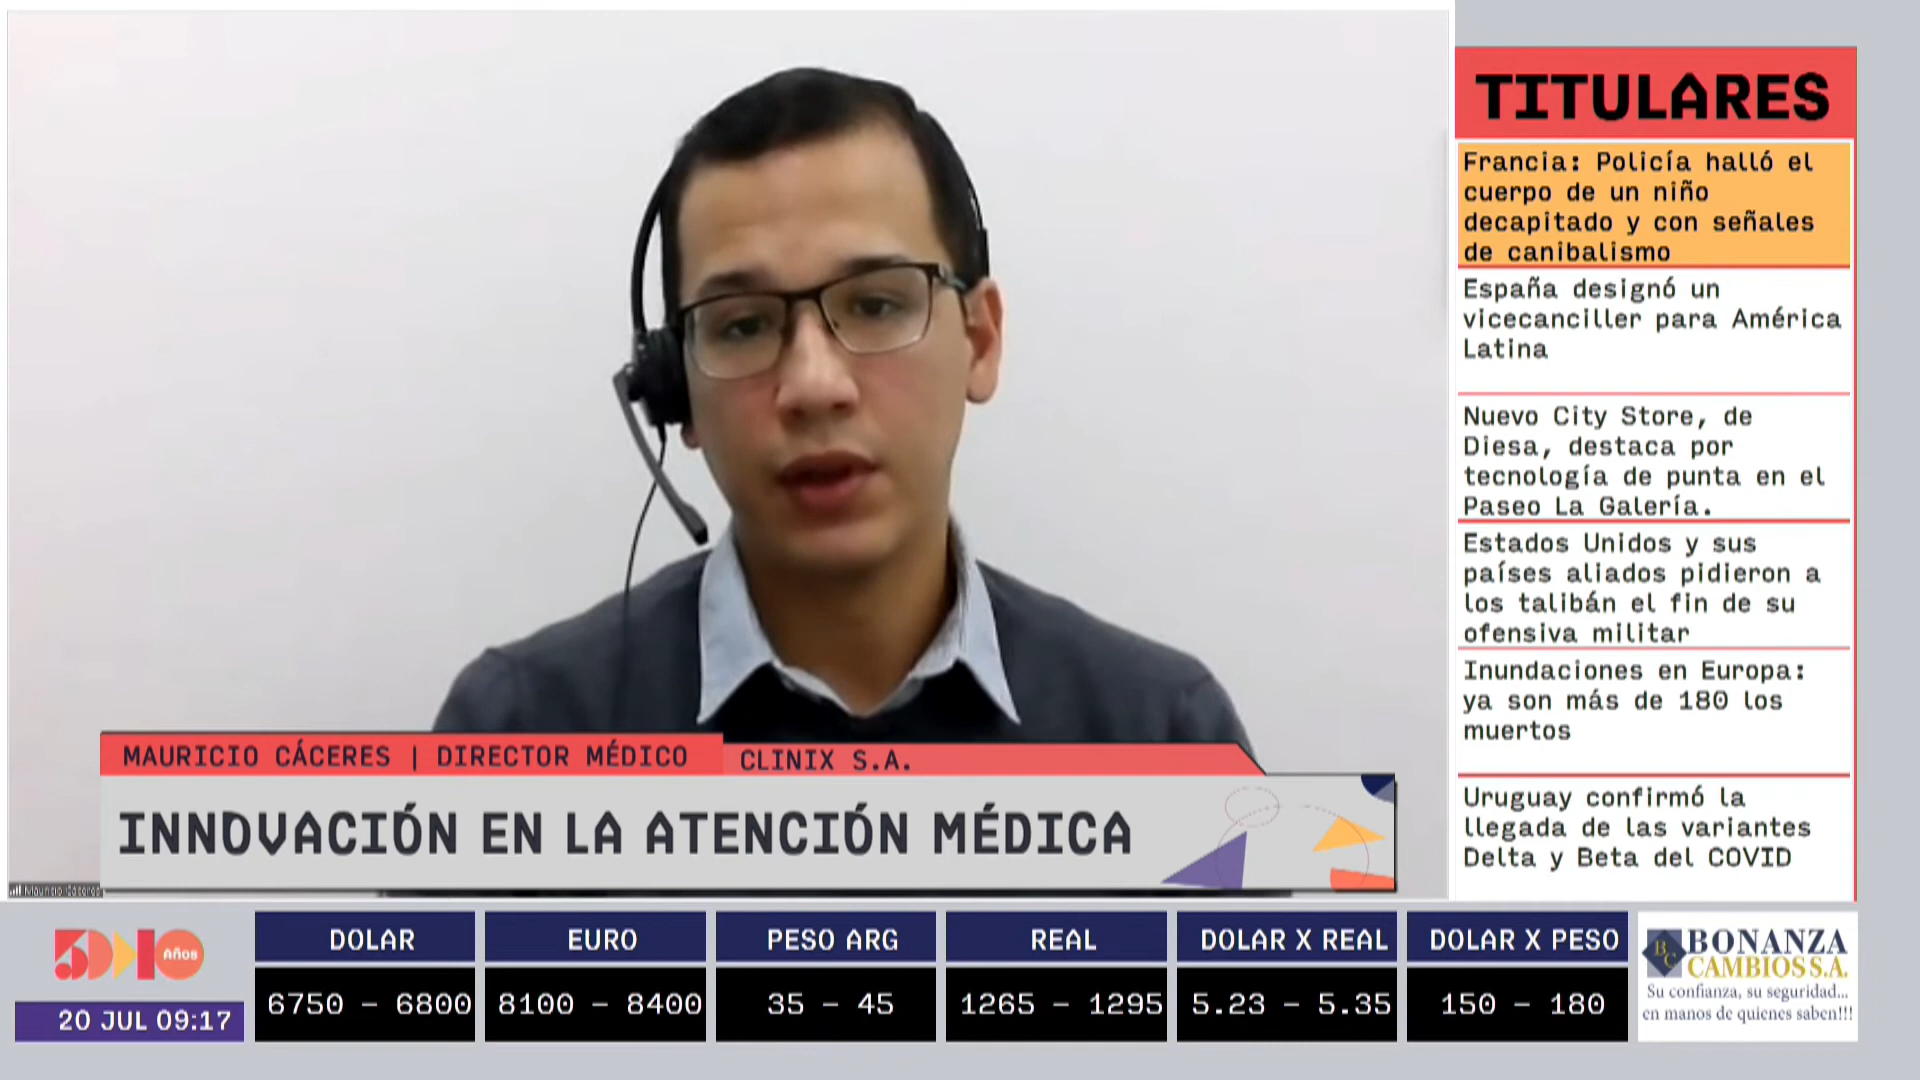 TITULARES
Francia: Policía halló el
cuerpo de un niño
decapitado y con señales
de canibalismo
España designó un
vicecanciller para América
Latina
Nuevo City Store, de
Diesa, destaca por
tecnología de punta en el
Paseo La Galería.
Estados Unidos y sus
países aliados pidieron a
los talibán el fin de su
ofensiva militar
Inundaciones en Europa:
ya son más de 180 los
muertos
Uruguay confirmó la
llegada de las variantes
Delta y Beta del COVID
MAURICIO CÁCERES | DIRECTOR MÉDICO CLINIX S.A.
INNOVACIÓN EN LA ATENCIÓN MÉDICA
Mauricio Cáceres
Años
20 JUL 09:17
DOLAR
6750 - 6800
EURO
8100 - 8400
PESO ARG
35 - 45
REAL
1265 - 1295
DOLAR X REAL
5.23 - 5.35
DOLAR X PESO
150 - 180
BC
BONANZA
CAMBIOS S.A.
Su confianza, su seguridad...
en manos de quienes saben!!!